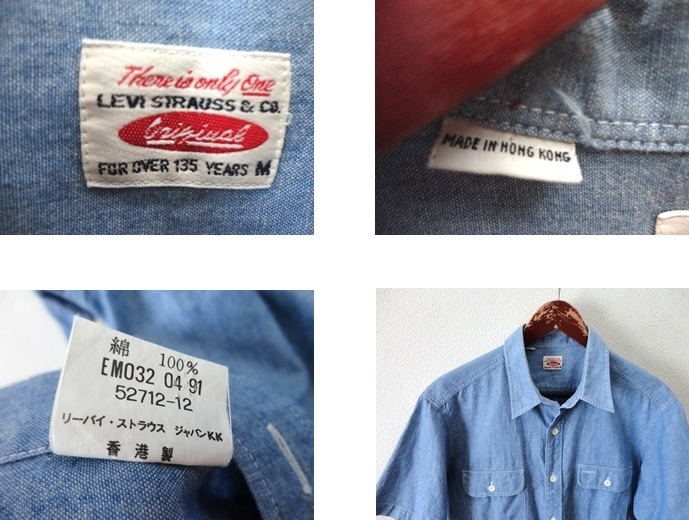 There is only One
LEVI STRAUSS & CO.
Original
FOR OVER 135 YEARS M
MADE IN HONG KONG
綿 100%
EM032 04 91
52712-12
リーバイ・ストラウス ジャパンKK
香港製